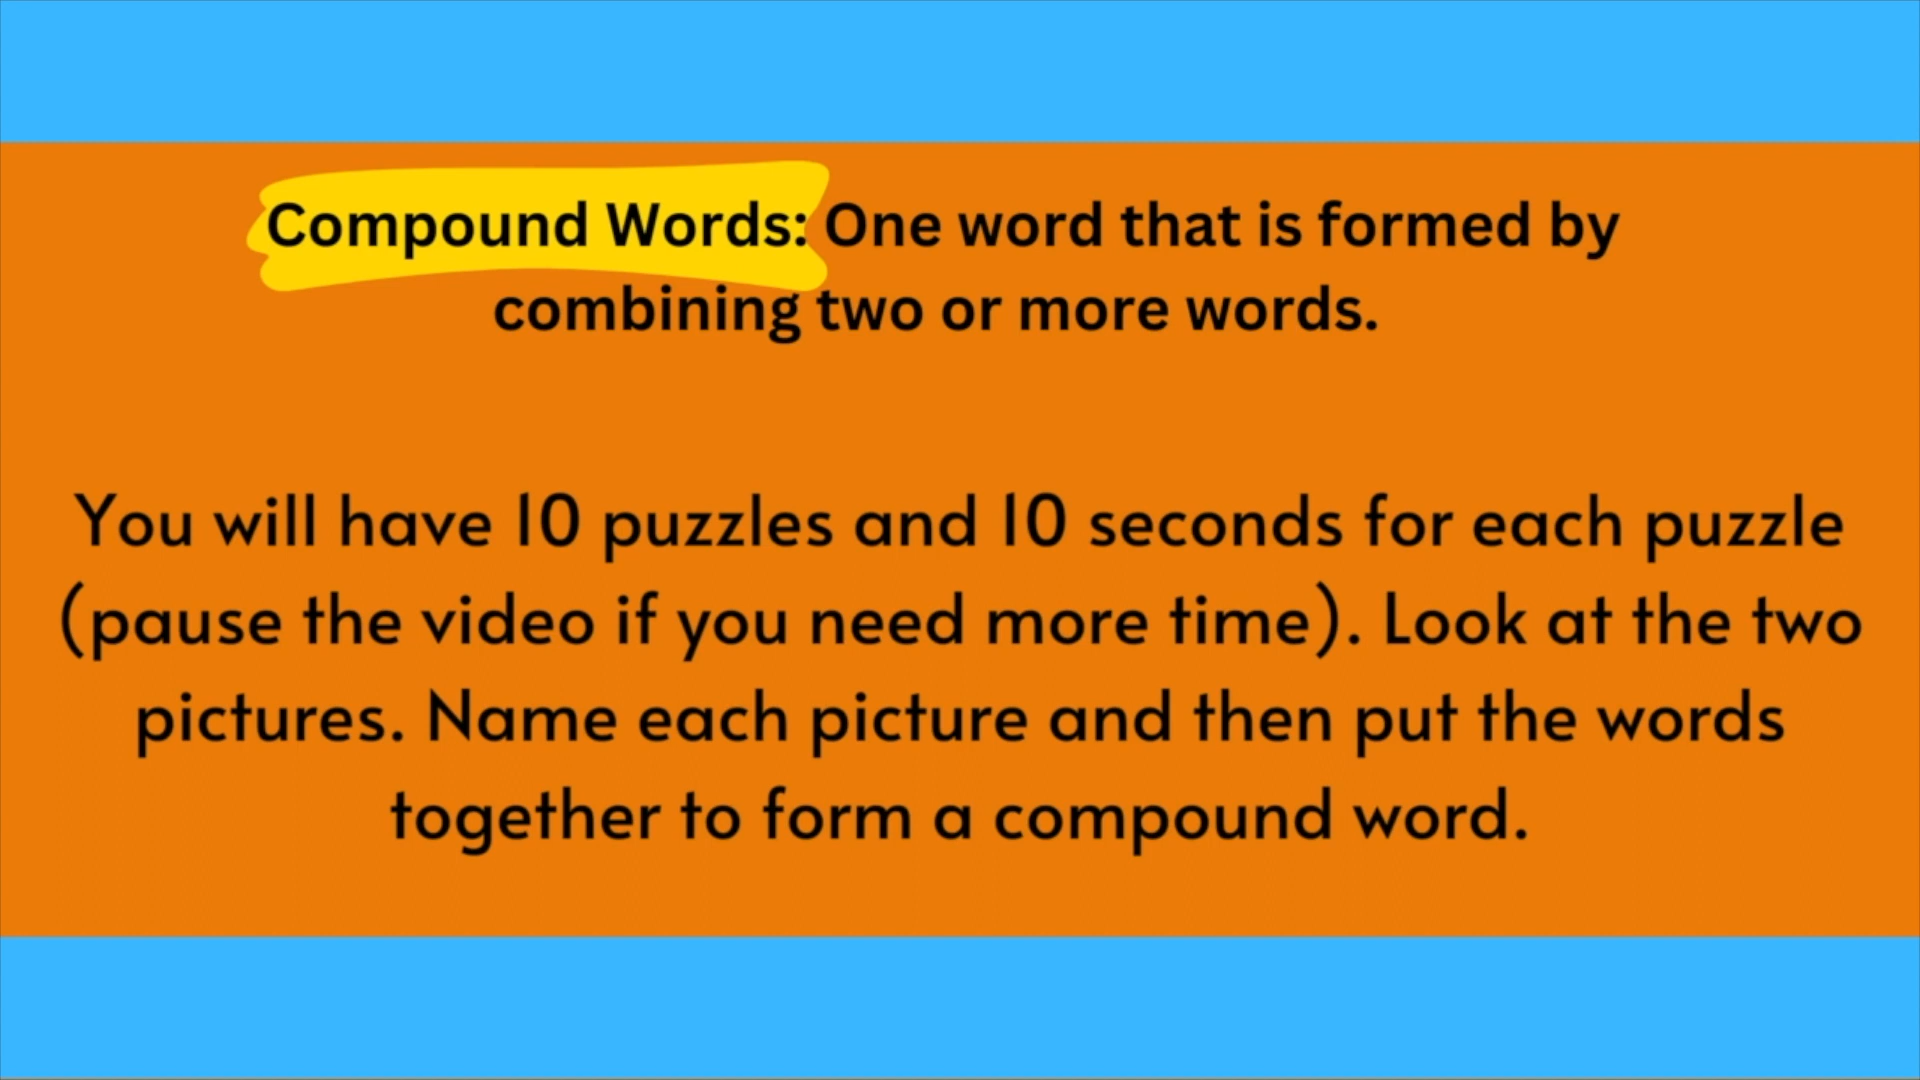 Compound Words: One word that is formed by
combining two or more words.
You will have 10 puzzles and 10 seconds for each puzzle
(pause the video if you need more time). Look at the two
pictures. Name each picture and then put the words
together to form a compound word.